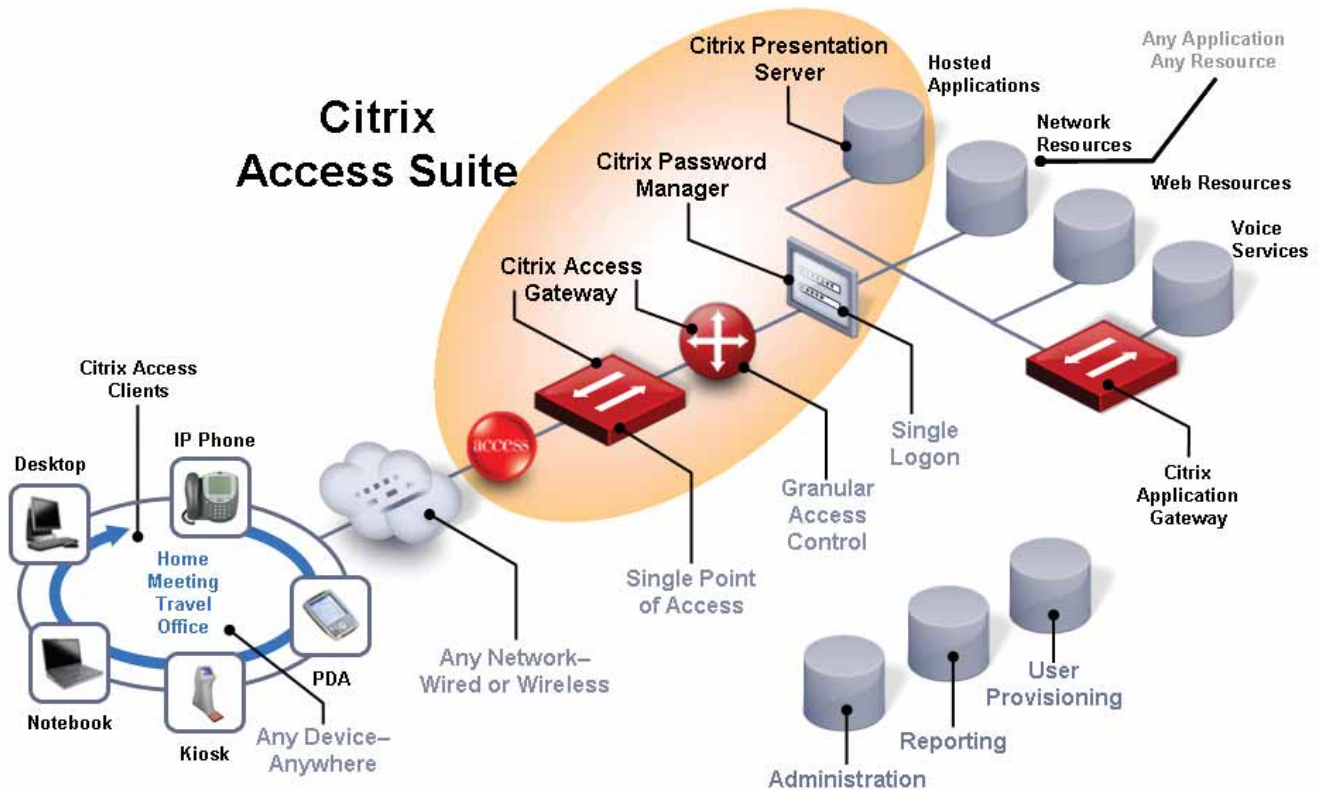 Citrix Presentation
Server
Hosted
Applications
Any Application
Any Resource
Citrix
Access Suite
Network
Resources
Citrix Password
Manager
Web Resources
Voice
Services
Citrix Access
Gateway
Citrix Access
Clients
IP Phone
Desktop
access
Single
Logon
Citrix
Application
Gateway
Granular
Access
Control
Home
Meeting
Travel
Office
Single Point
of Access
Any Network–
Wired or Wireless
PDA
Notebook
Kiosk
Any Device–
Anywhere
User
Provisioning
Reporting
Administration